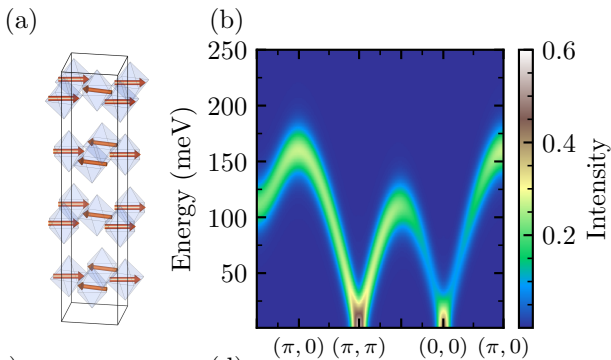 (a)
(b)
Energy (meV)
250
200
150
100
50
(π, 0) (π, π) (0, 0) (π, 0)
0.6
0.4
0.2
Intensity
(d)